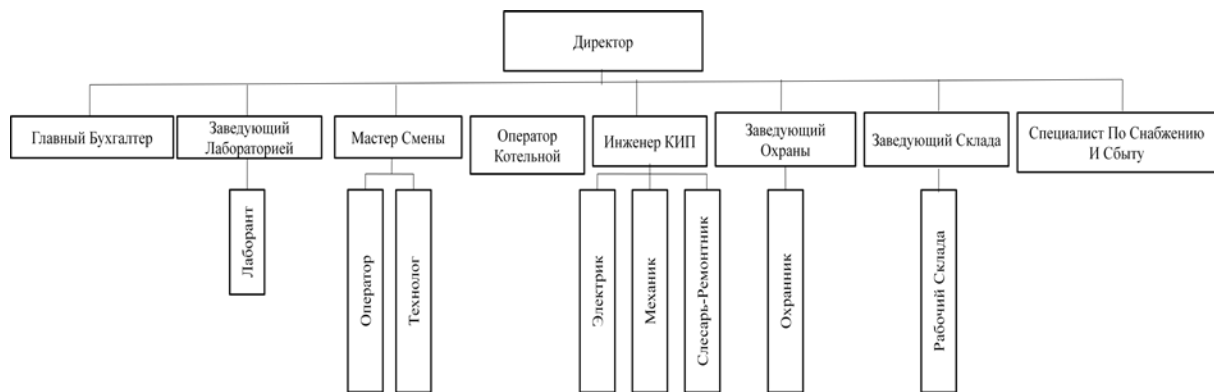 Директор
Главный Бухгалтер
Заведующий
Лабораторией
Мастер Смены
Оператор
Котельной
Инженер КИП
Заведующий
Охраны
Заведующий Склада
Специалист По Снабжению
И Сбыту
Лаборант
Оператор
Технолог
Электрик
Механик
Слесарь-Ремонтник
Охранник
Рабочий Склада